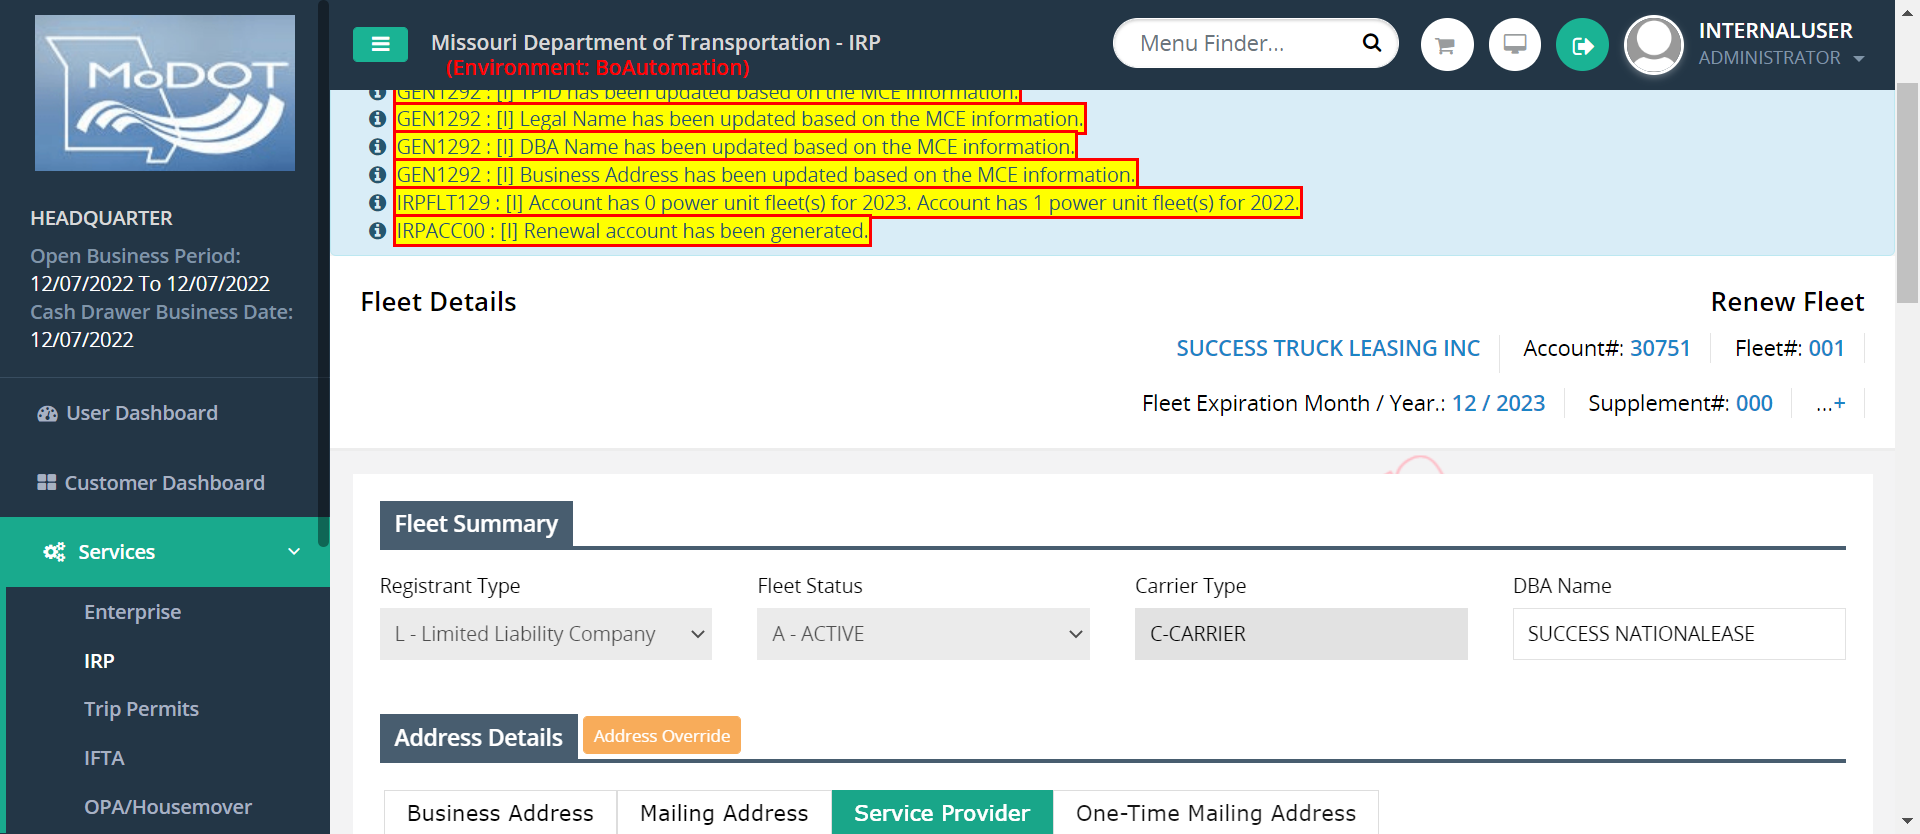 MoDOT
HEADQUARTER
Open Business Period:
12/07/2022 To 12/07/2022
Cash Drawer Business Date:
12/07/2022
User Dashboard
Customer Dashboard
Services
Enterprise
IRP
Trip Permits
IFTA
OPA/Housemover
Missouri Department of Transportation - IRP
(Environment: BoAutomation)
Menu Finder...
INTERNALUSER
ADMINISTRATOR
GEN1292 : [I] TPID has been updated based on the MCE information.
GEN1292 : [I] Legal Name has been updated based on the MCE information.
GEN1292 : [I] DBA Name has been updated based on the MCE information.
GEN1292 : [I] Business Address has been updated based on the MCE information.
IRPFLT129 : [I] Account has 0 power unit fleet(s) for 2023. Account has 1 power unit fleet(s) for 2022.
IRPACC00 : [I] Renewal account has been generated.
Fleet Details
Renew Fleet
SUCCESS TRUCK LEASING INC Account#: 30751 Fleet#: 001
Fleet Expiration Month / Year.: 12 / 2023 Supplement#: 000 ...+
Fleet Summary
Registrant Type Fleet Status Carrier Type DBA Name
L - Limited Liability Company A - ACTIVE C-CARRIER SUCCESS NATIONALEASE
Address Details Address Override
Business Address Mailing Address Service Provider One-Time Mailing Address